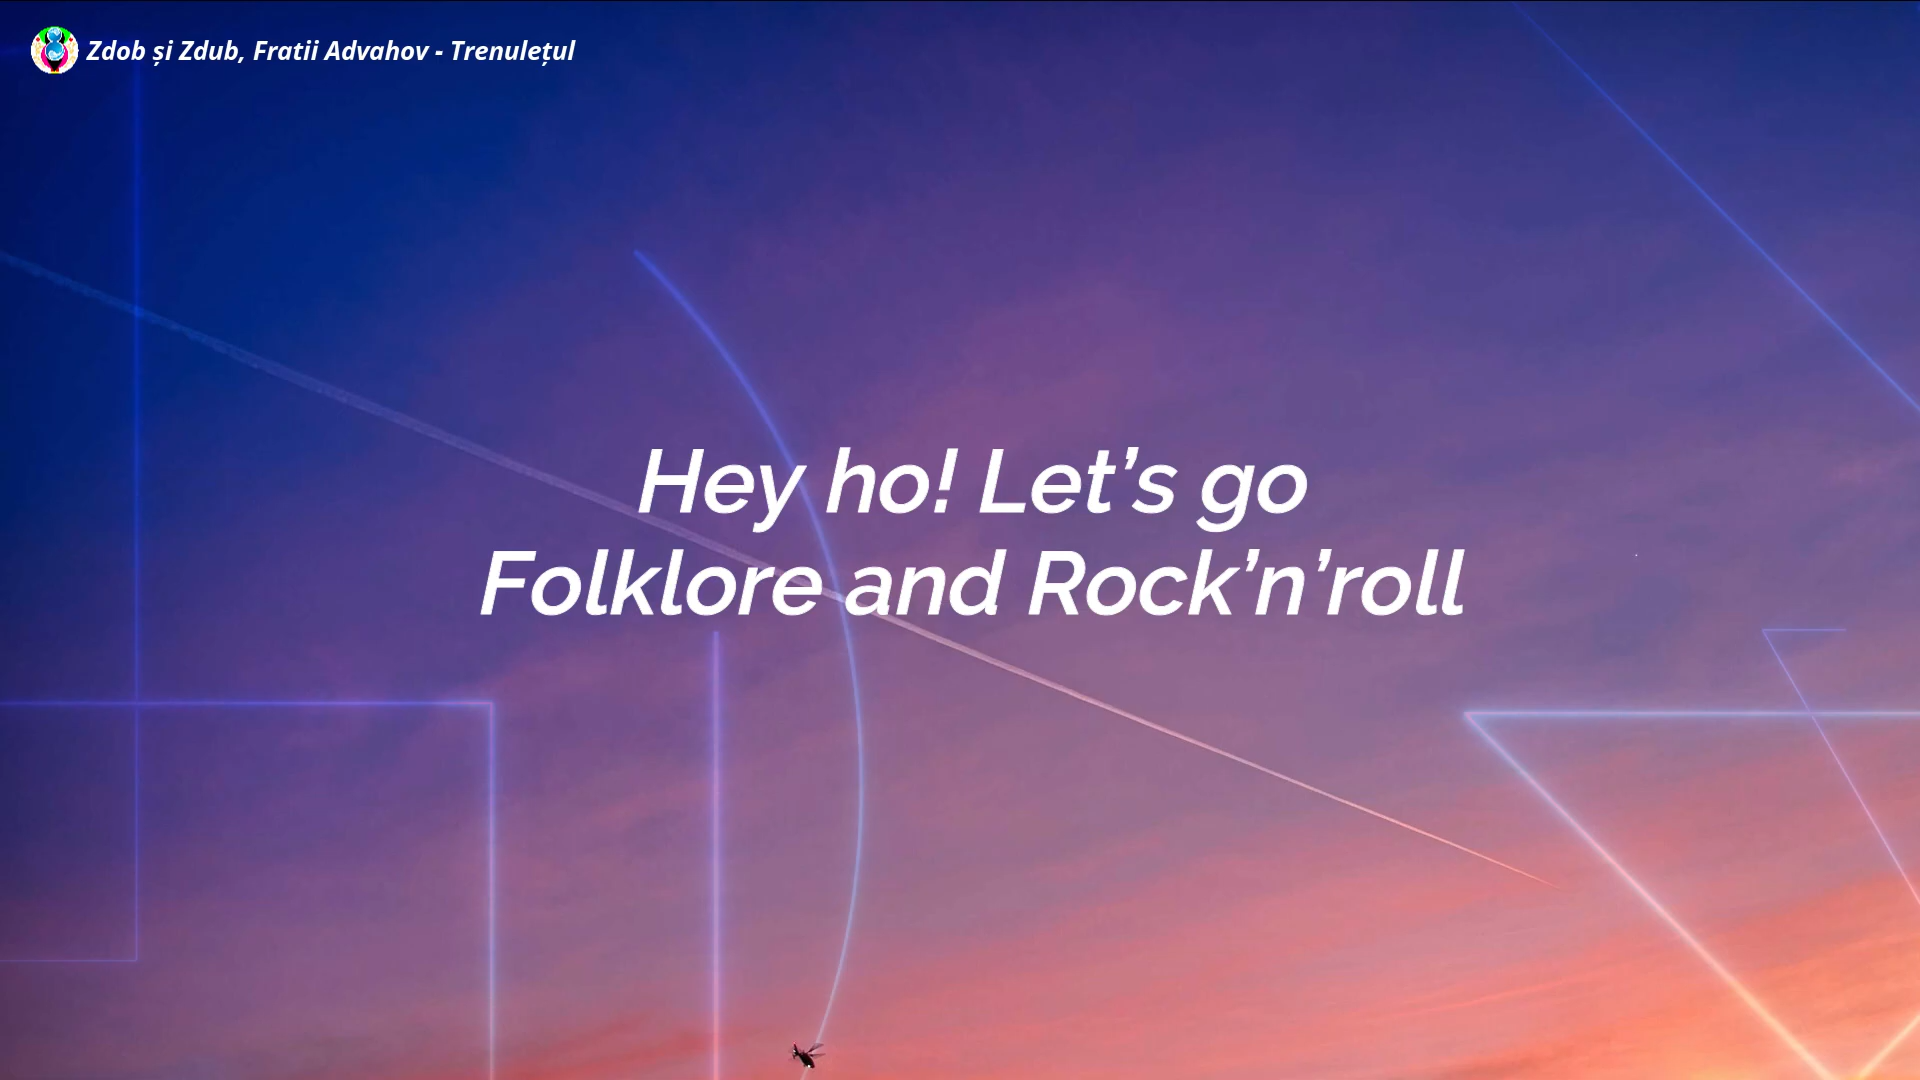 Zdob și Zdub, Fratii Advahov - Trenulețul
Hey ho! Let’s go
Folklore and Rock’n’roll